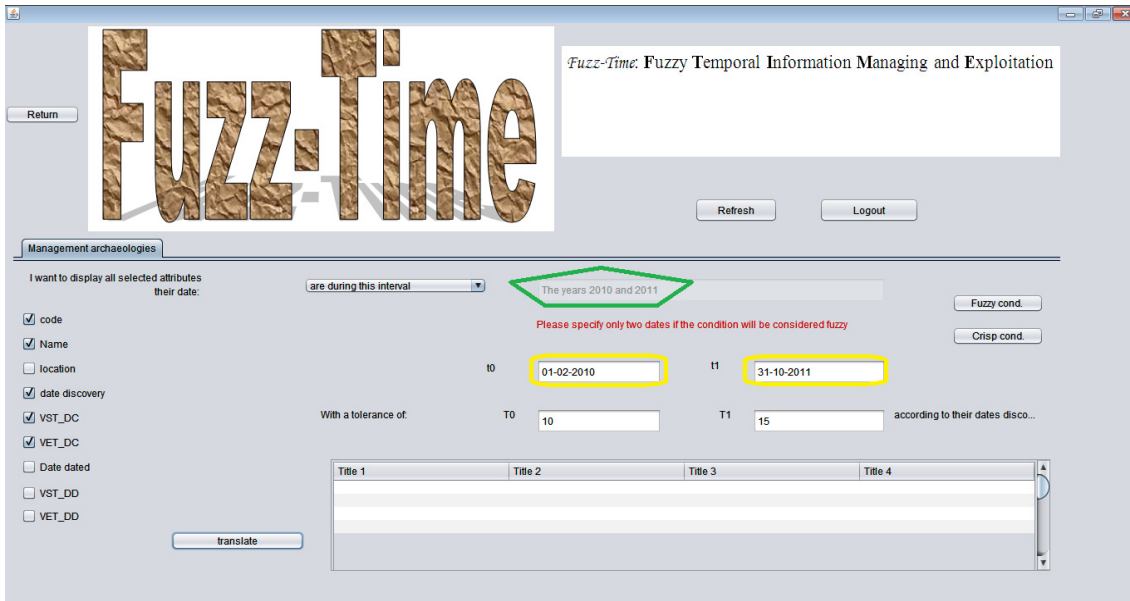 Fuzz-Time
Fuzz-Time: Fuzzy Temporal Information Managing and Exploitation
Return
Refresh
Logout
Management archaeologies
I want to display all selected attributes
their date:
are during this interval
The years 2010 and 2011
Fuzzy cond.
Please specify only two dates if the condition will be considered fuzzy
Crisp cond.
code
Name
location
date discovery
VST_DC
VET_DC
Date dated
VST_DD
VET_DD
t0
01-02-2010
t1
31-10-2011
With a tolerance of:
T0
10
T1
15
according to their dates disco...
Title 1
Title 2
Title 3
Title 4
translate